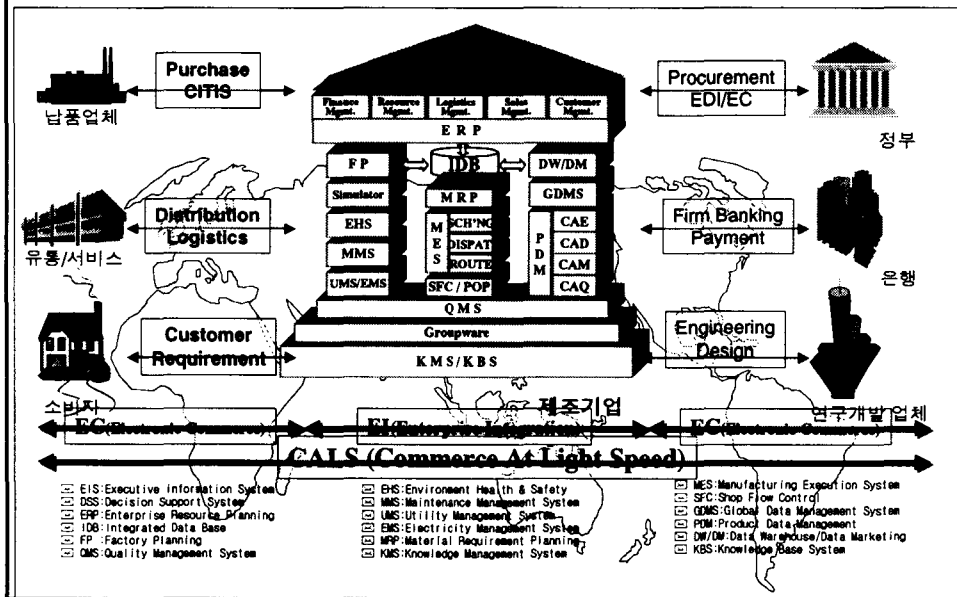 Purchase
CITIS
납품업체
Distribution
Logistics
유통/서비스
Customer
Requirement
소비자
Finance Mgmt.
Resource Mgmt.
Logistics Mgmt.
Sales Mgmt.
Customer Mgmt.
ERP
FP
IDB
DW/DM
Simulator
MRP
GDMS
EHS
MES
SCH'NG
PDM
CAE
MMS
DISPAT
CAD
ROUTE
CAM
UMS/EMS
SFC / POP
CAQ
QMS
Groupware
KMS/KBS
제조기업
Procurement
EDI/EC
정부
Firm Banking
Payment
은행
Engineering
Design
연구개발 업체
EC(Electronic Commerce)
EI(Enterprise Integration)
EC(Electronic Commerce)
CALS (Commerce At Light Speed)
EIS:Executive Information System
DSS:Decision Support System
ERP:Enterprise Resource Planning
IDB:Integrated Data Base
FP :Factory Planning
QMS:Quality Management System
EHS:Environment Health & Safety
MMS:Maintenance Management System
UMS:Utility Management System
EMS:Electricity Management System
MRP:Material Requirement Planning
KMS:Knowledge Management System
MES:Manufacturing Execution System
SFC:Shop Flow Control
GDMS:Global Data Management System
PDM:Product Data Management
DW/DM:Data Warehouse/Data Marketing
KBS:Knowledge Base System